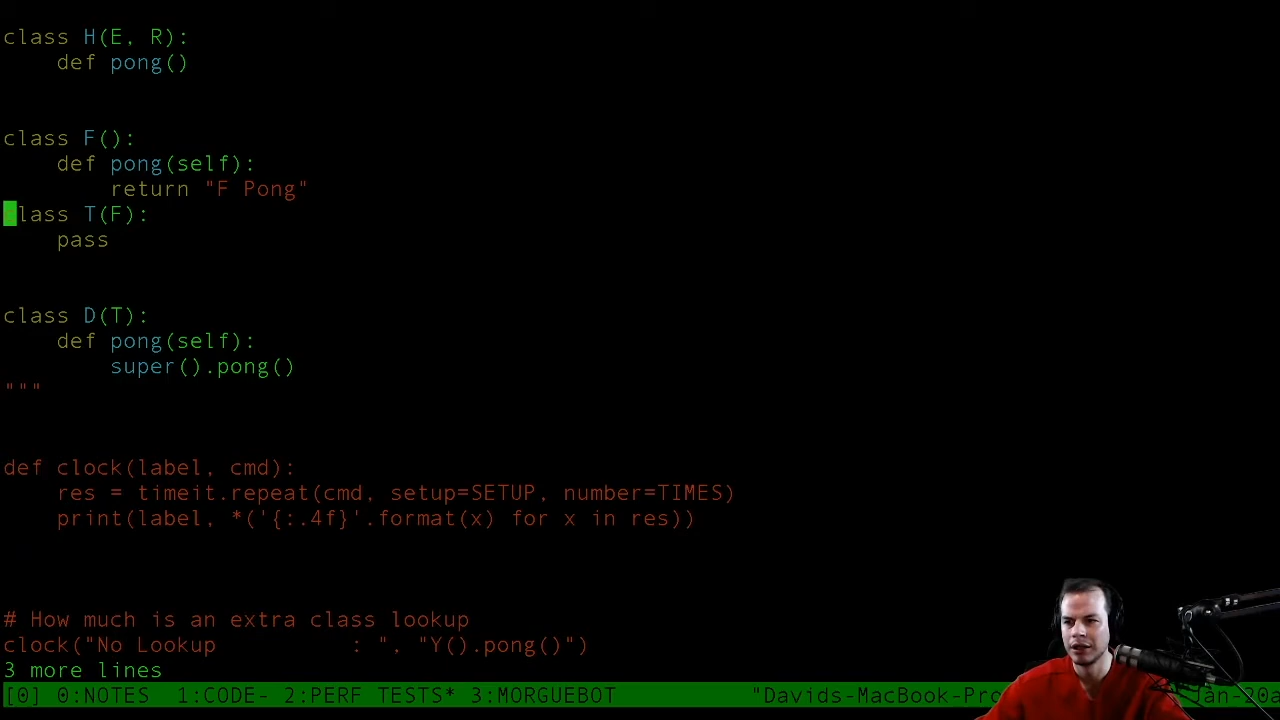 class H(E, R):
    def pong()
class F():
    def pong(self):
        return "F Pong"
class T(F):
    pass
class D(T):
    def pong(self):
        super().pong()
"""
def clock(label, cmd):
    res = timeit.repeat(cmd, setup=SETUP, number=TIMES)
    print(label, *('{:.4f}'.format(x) for x in res))
# How much is an extra class lookup
clock("No Lookup          : ", "Y().pong()")
3 more lines
[0] 0:NOTES  1:CODE- 2:PERF TESTS* 3:MORGUEBOT "Davids-MacBook-Pro